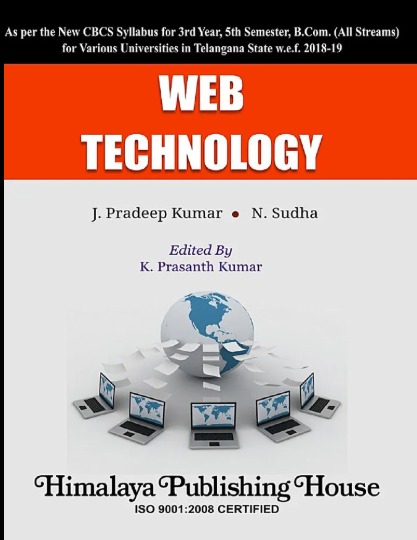 As per the New CBCS Syllabus for 3rd Year, 5th Semester, B.Com. (All Streams)
for Various Universities in Telangana State w.e.f. 2018-19
WEB
TECHNOLOGY
J. Pradeep Kumar ● N. Sudha
Edited By
K. Prasanth Kumar
Himalaya Publishing House
ISO 9001:2008 CERTIFIED